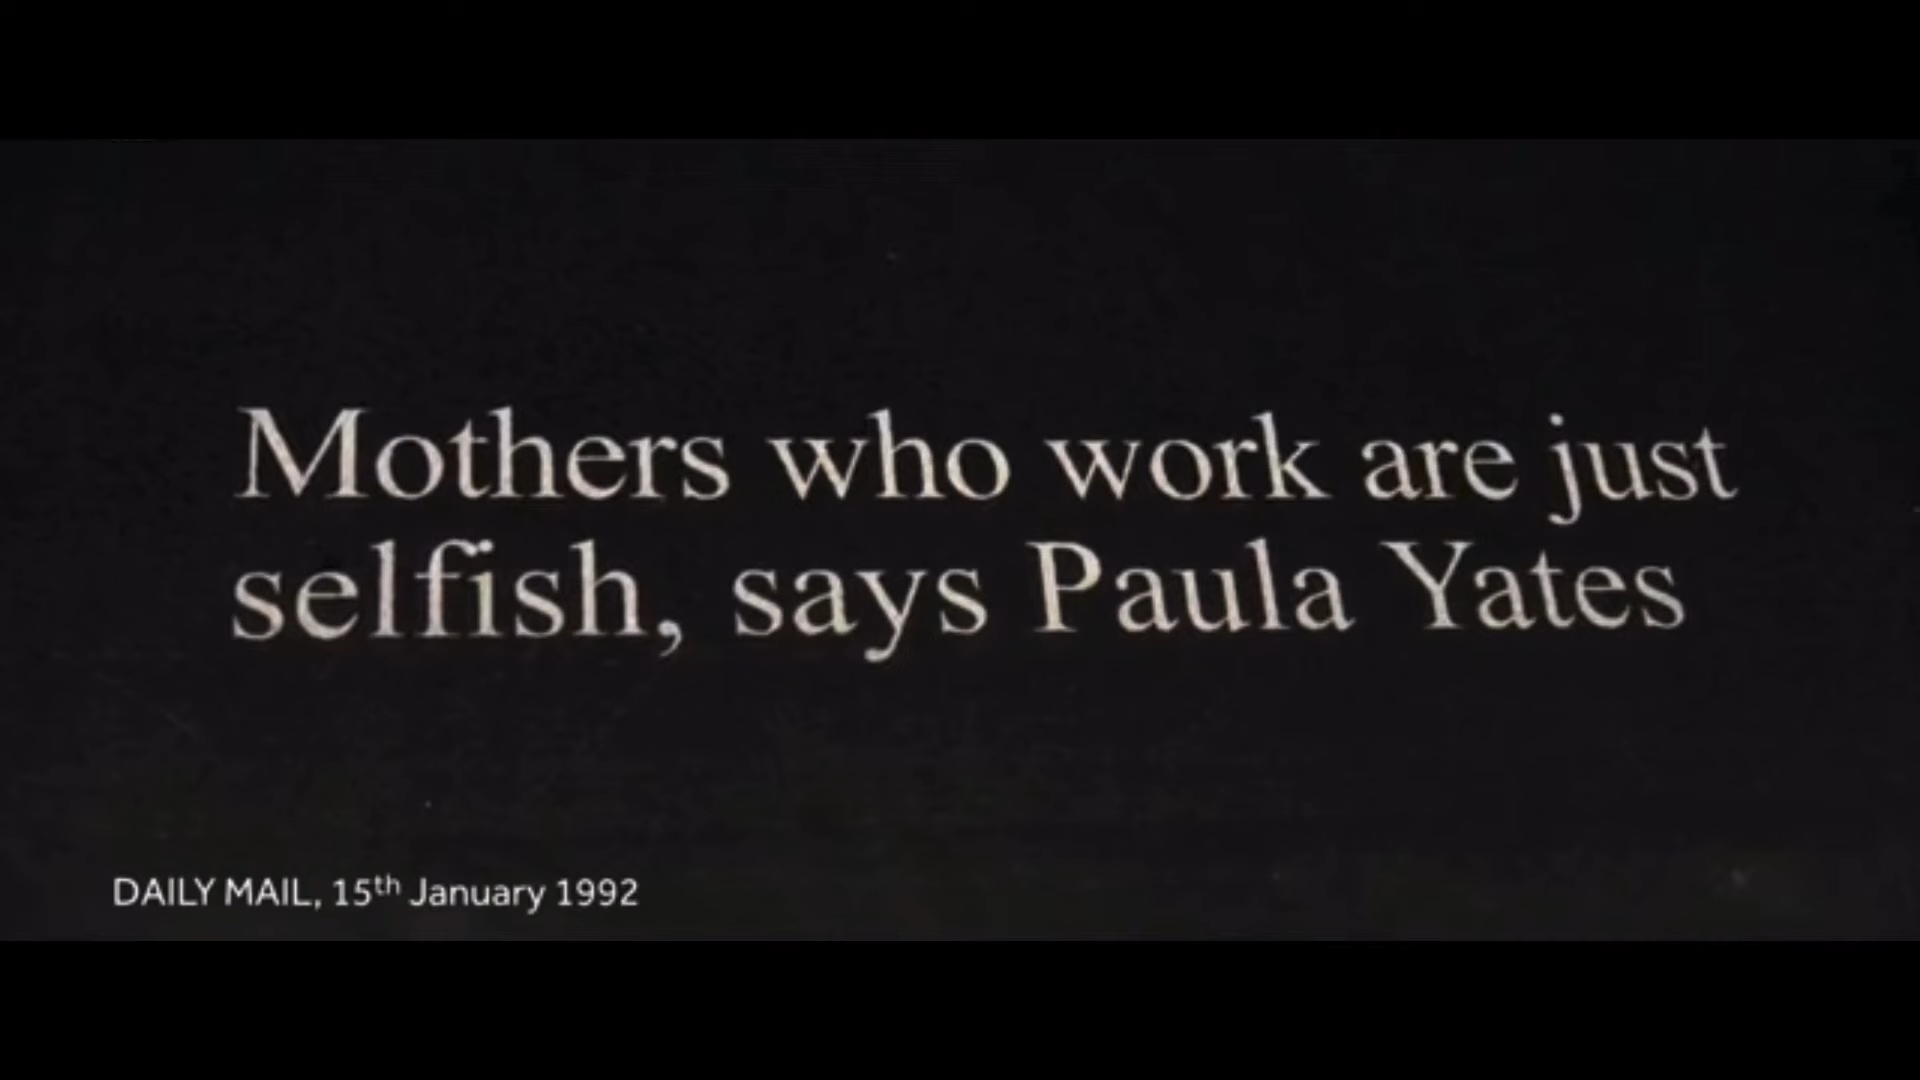 Mothers who work are just
selfish, says Paula Yates
DAILY MAIL, 15th January 1992